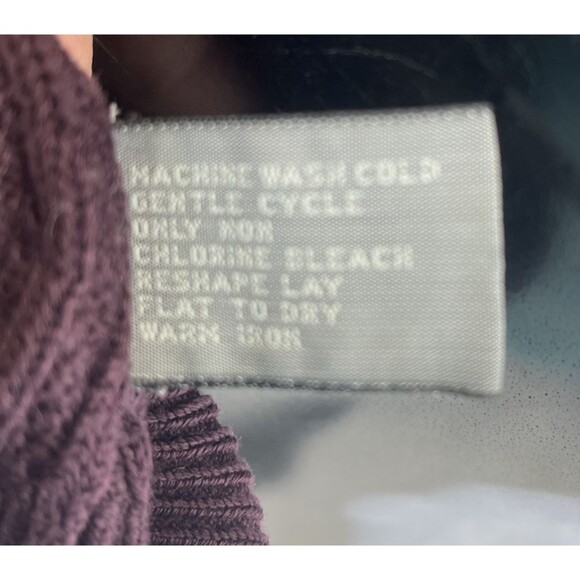 MACHINE WASH COLD
GENTLE CYCLE
ONLY NON
CHLORINE BLEACH
RESHAPE LAY
FLAT TO DRY
WARM IRON